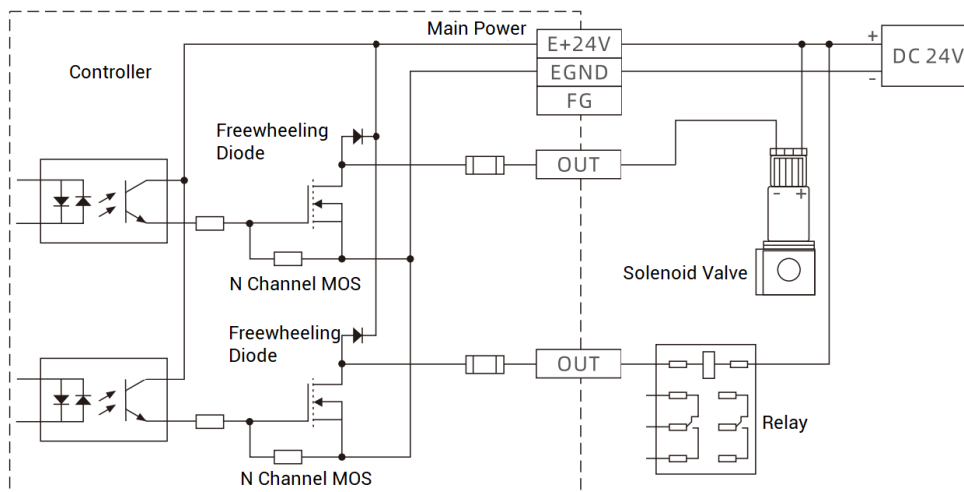 Main Power
E+24V
+
DC 24V
Controller
EGND
-
FG
Freewheeling
Diode
OUT
- +
Solenoid Valve
N Channel MOS
Freewheeling
Diode
OUT
Relay
N Channel MOS